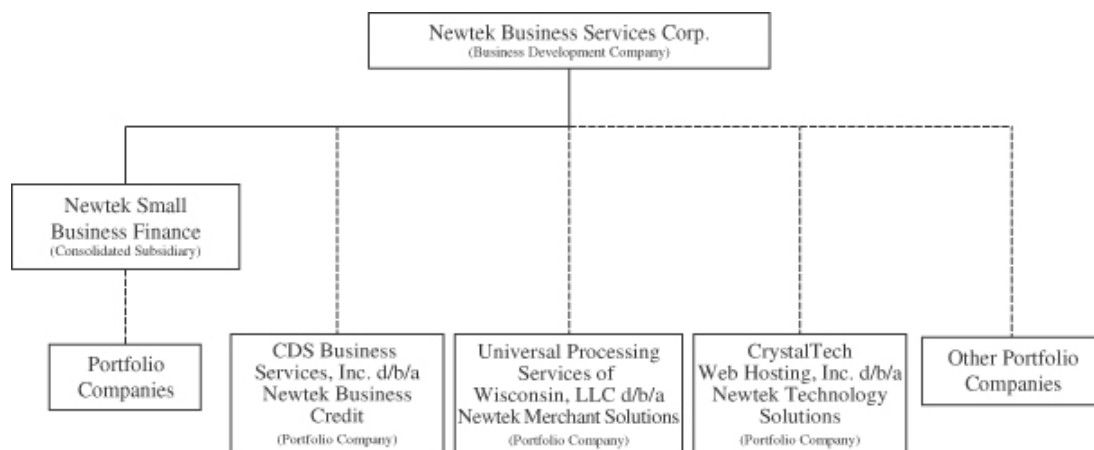 Newtek Business Services Corp.
(Business Development Company)
Newtek Small
Business Finance
(Consolidated Subsidiary)
Portfolio
Companies
CDS Business
Services, Inc. d/b/a
Newtek Business
Credit
(Portfolio Company)
Universal Processing
Services of
Wisconsin, LLC d/b/a
Newtek Merchant Solutions
(Portfolio Company)
CrystalTech
Web Hosting, Inc. d/b/a
Newtek Technology
Solutions
(Portfolio Company)
Other Portfolio
Companies